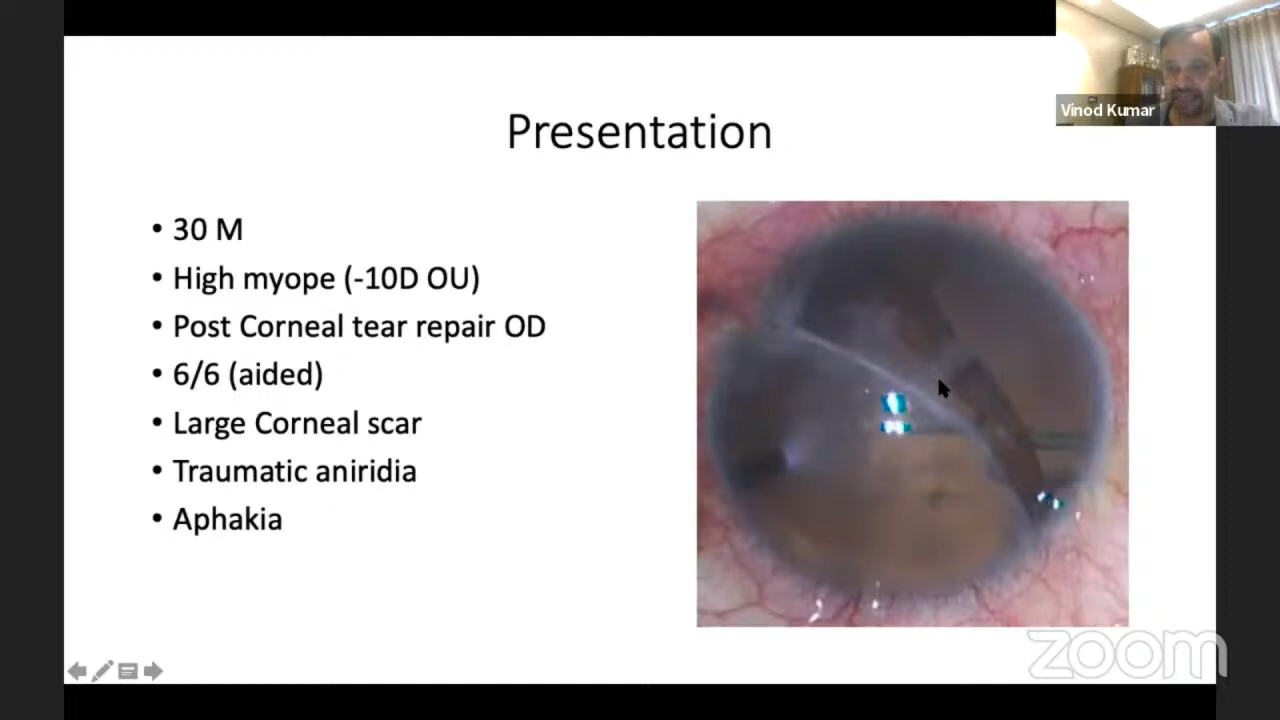 Vinod Kumar
Presentation
• 30 M
• High myope (-10D OU)
• Post Corneal tear repair OD
• 6/6 (aided)
• Large Corneal scar
• Traumatic aniridia
• Aphakia
zoom